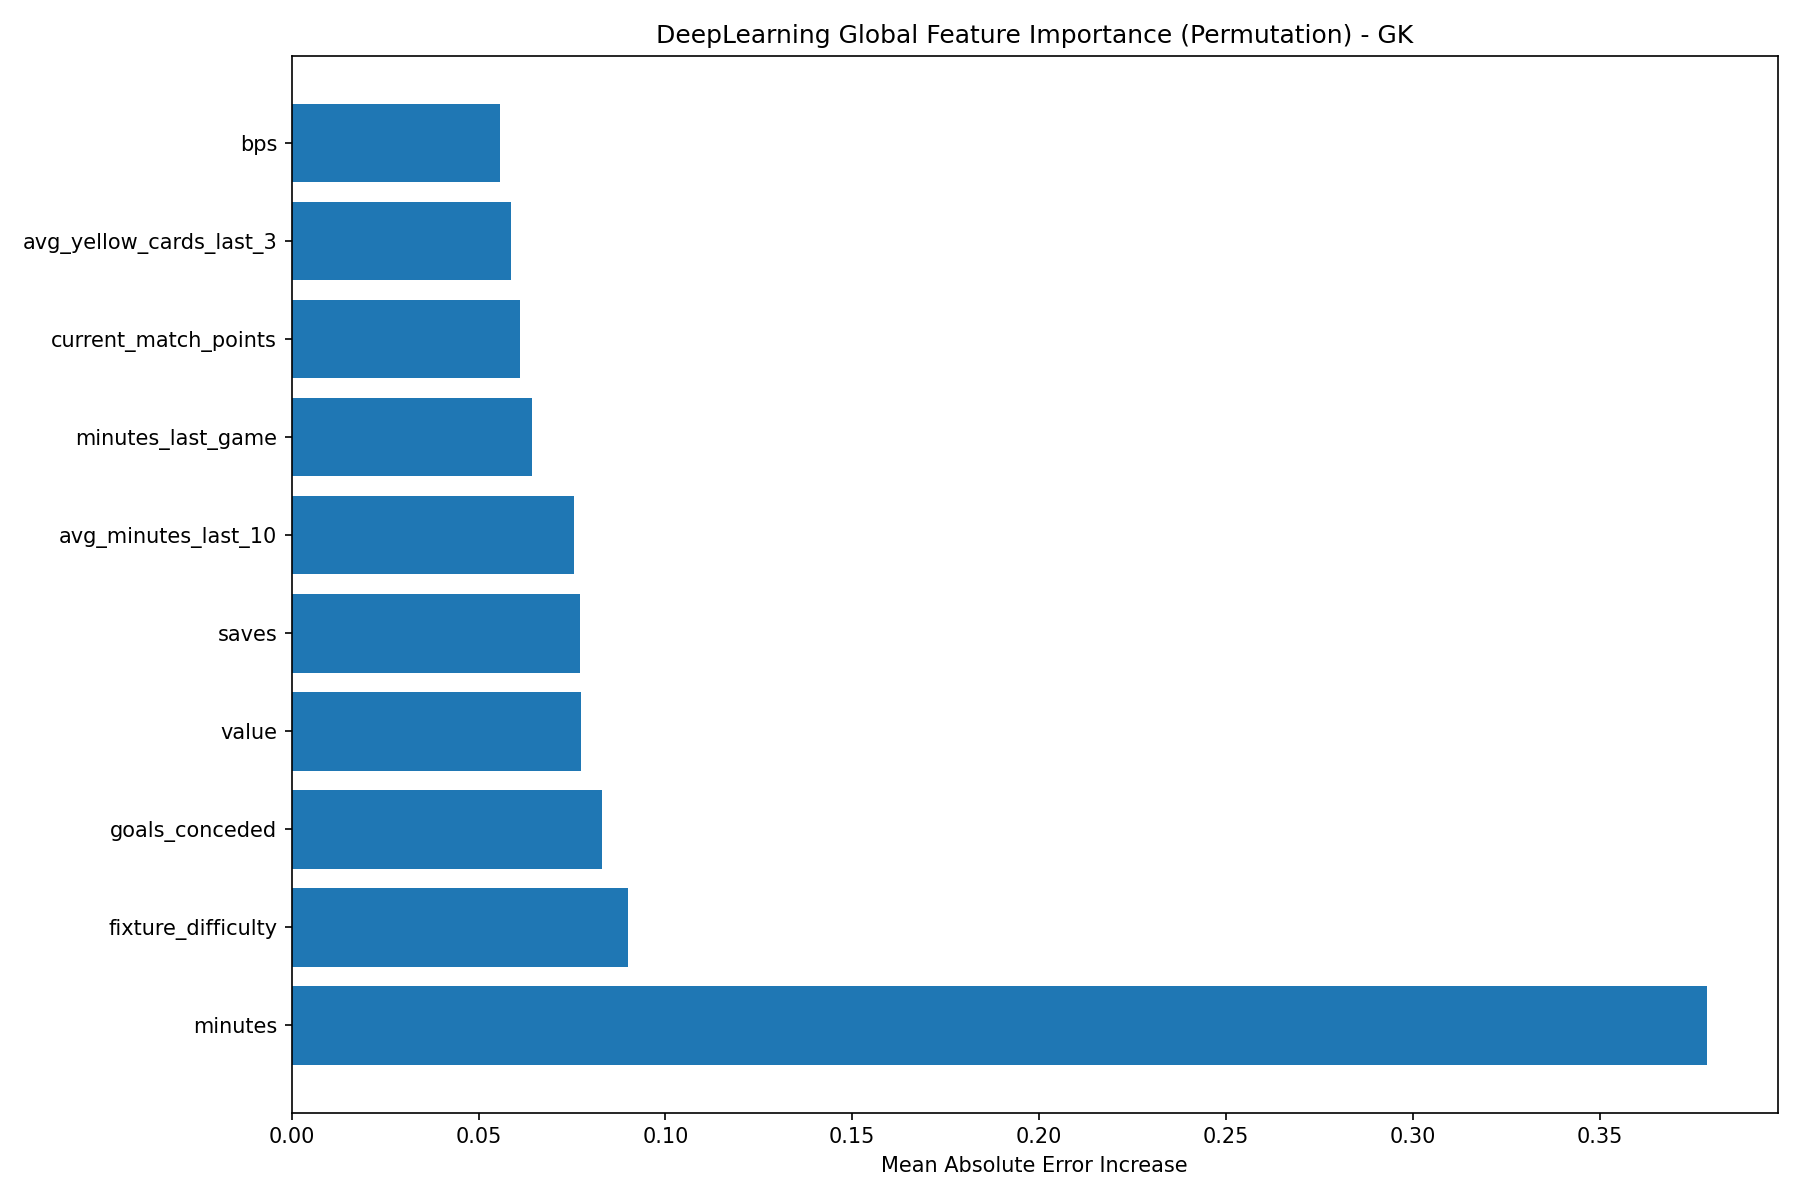 DeepLearning Global Feature Importance (Permutation) - GK
bps
avg_yellow_cards_last_3
current_match_points
minutes_last_game
avg_minutes_last_10
saves
value
goals_conceded
fixture_difficulty
minutes
0.00 0.05 0.10 0.15 0.20 0.25 0.30 0.35
Mean Absolute Error Increase